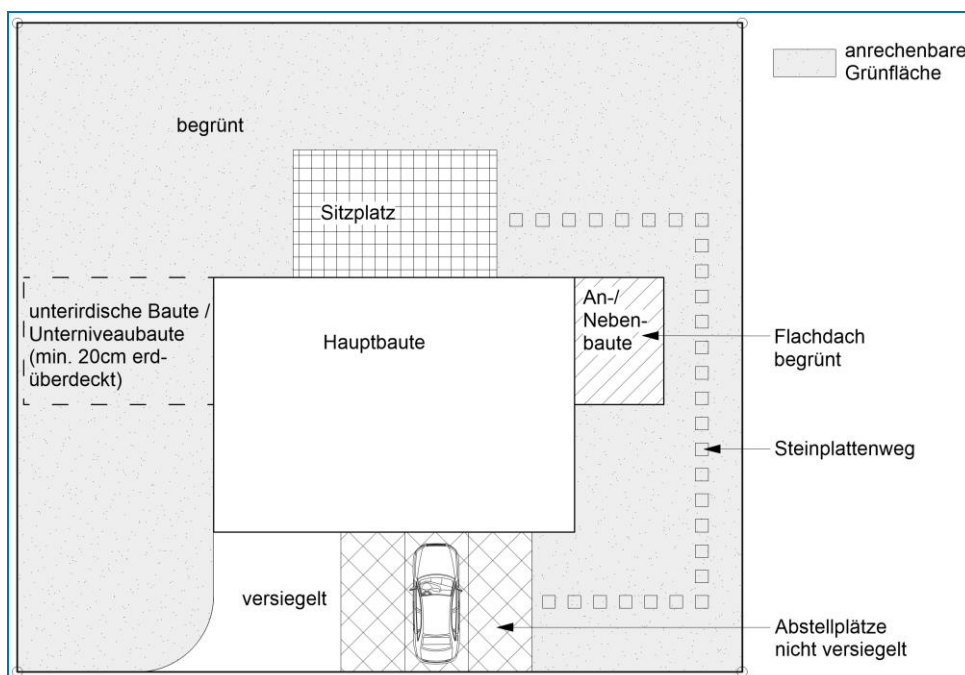 anrechenbare
Grünfläche
begrünt
Sitzplatz
unterirdische Baute /
Unterniveaubaute
(min. 20cm erd-
überdeckt)
Hauptbaute
An-/
Neben-
baute
Flachdach
begrünt
Steinplattenweg
versiegelt
Abstellplätze
nicht versiegelt